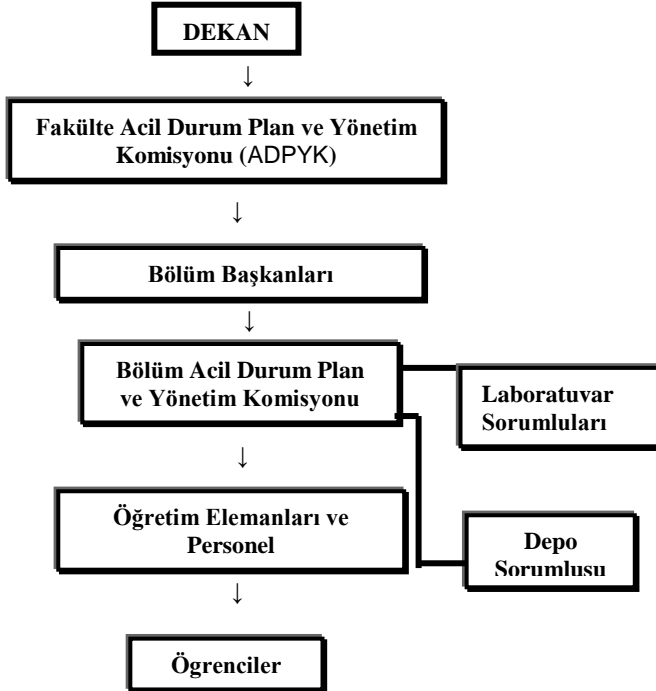 DEKAN
Fakülte Acil Durum Plan ve Yönetim
Komisyonu (ADPYK)
Bölüm Başkanları
Bölüm Acil Durum Plan
ve Yönetim Komisyonu
Laboratuvar
Sorumluları
Öğretim Elemanları ve
Personel
Depo
Sorumlusu
Ögrenciler